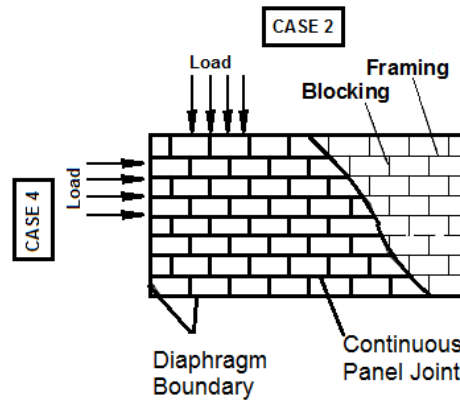 CASE 2
Load
Framing
Blocking
Load
CASE 4
Diaphragm
Boundary
Continuous
Panel Joint